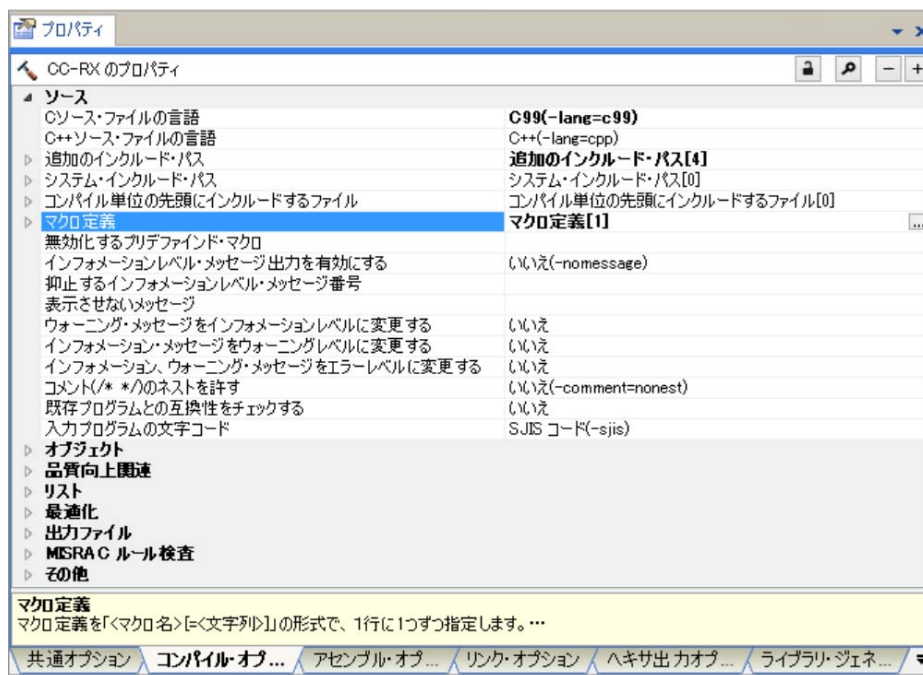 プロパティ
CC-RX のプロパティ
ソース
Cソース・ファイルの言語 C99(-lang=c99)
C++ソース・ファイルの言語 C++(-lang=cpp)
追加のインクルード・パス 追加のインクルード・パス[4]
システム・インクルード・パス システム・インクルード・パス[0]
コンパイル単位の先頭にインクルードするファイル コンパイル単位の先頭にインクルードするファイル[0]
マクロ定義 マクロ定義[1] ...
無効化するプリデファインド・マクロ
インフォメーションレベル・メッセージ出力を有効にする いいえ(-nomessage)
抑止するインフォメーションレベル・メッセージ番号
表示させないメッセージ
ウォーニング・メッセージをインフォメーションレベルに変更する いいえ
インフォメーション・メッセージをウォーニングレベルに変更する いいえ
インフォメーション、ウォーニング・メッセージをエラーレベルに変更する いいえ
コメント(/* */)のネストを許す いいえ(-comment=nonest)
既存プログラムとの互換性をチェックする いいえ
入力プログラムの文字コード SJIS コード(-sjis)
オブジェクト
品質向上関連
リスト
最適化
出力ファイル
MISRA C ルール検査
その他
マクロ定義
マクロ定義を「<マクロ名>[=<文字列>]」の形式で、1行に1つずつ指定します。…
共通オプション コンパイル・オプ... アセンブル・オプ... リンク・オプション ヘキサ出力オプ... ライブラリ・ジェネ...